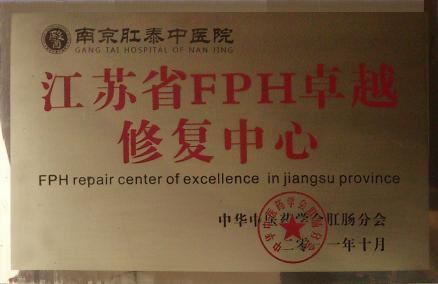 南京肛泰中医院
GANG TAI HOSPITAL OF NAN JING
江苏省FPH卓越
修复中心
FPH repair center of excellence in jiangsu province
中华中医药学会肛肠分会
二零一一年十月